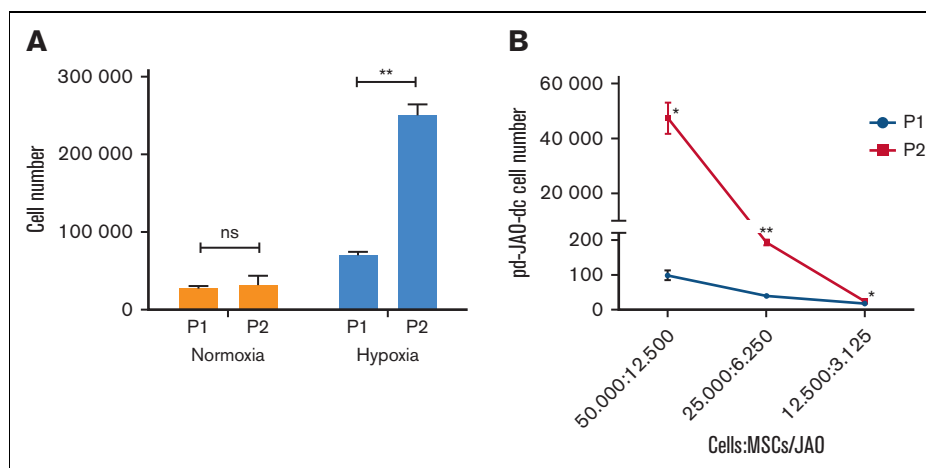 A
Cell number
300 000
200 000
100 000
0
ns
**
P1 P2 P1 P2
Normoxia Hypoxia
B
pd-JAO-dc cell number
60 000
40 000
20 000
200
100
0
*
**
*
P1
P2
50.000:12.500
25.000:6.250
12.500:3.125
Cells:MSCs/JAO